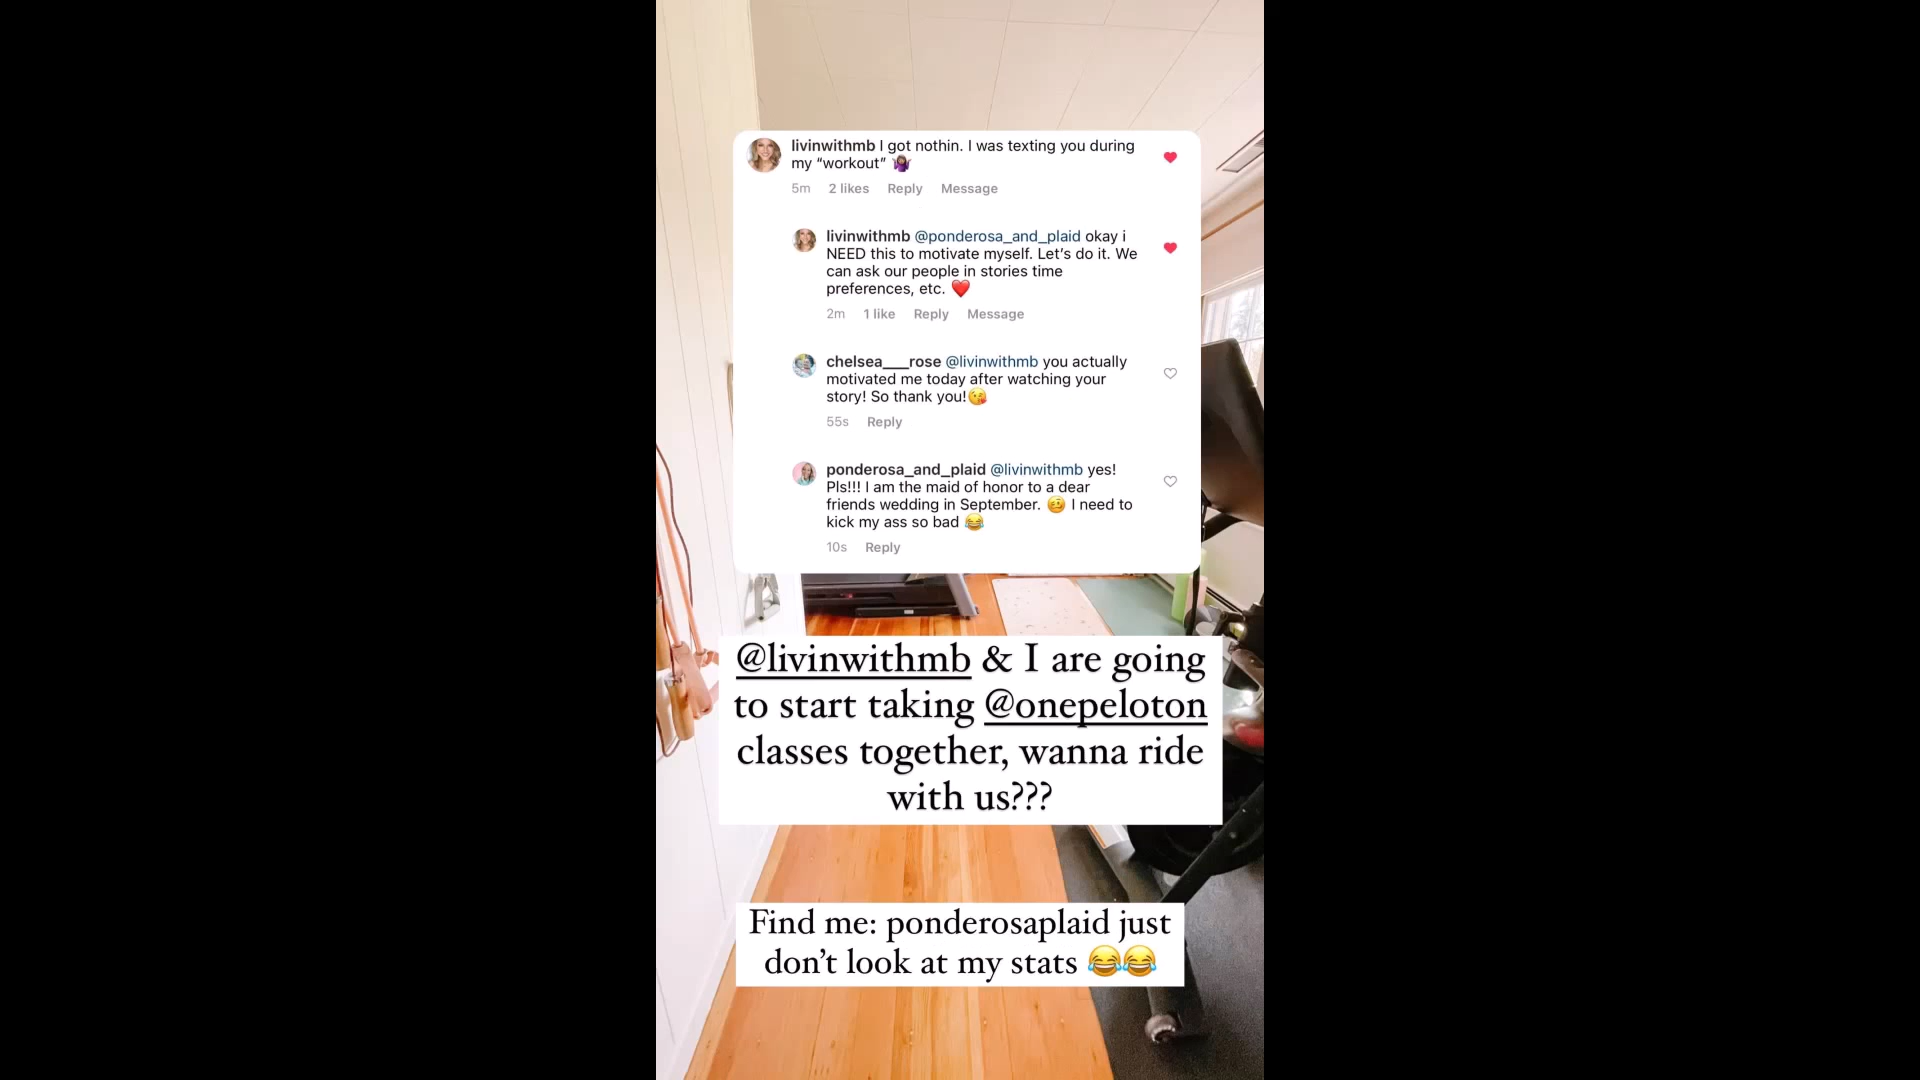 livinwithmb I got nothin. I was texting you during
my “workout” 🤷🏾‍♀️
5m 2 likes Reply Message
livinwithmb @ponderosa_and_plaid okay i
NEED this to motivate myself. Let’s do it. We
can ask our people in stories time
preferences, etc. ❤️
2m 1 like Reply Message
chelsea___rose @livinwithmb you actually
motivated me today after watching your
story! So thank you!😘
55s Reply
ponderosa_and_plaid @livinwithmb yes!
Pls!!! I am the maid of honor to a dear
friends wedding in September. 🥴 I need to
kick my ass so bad 😂
10s Reply
@livinwithmb & I are going
to start taking @onepeloton
classes together, wanna ride
with us???
Find me: ponderosaplaid just
don’t look at my stats 😂😂